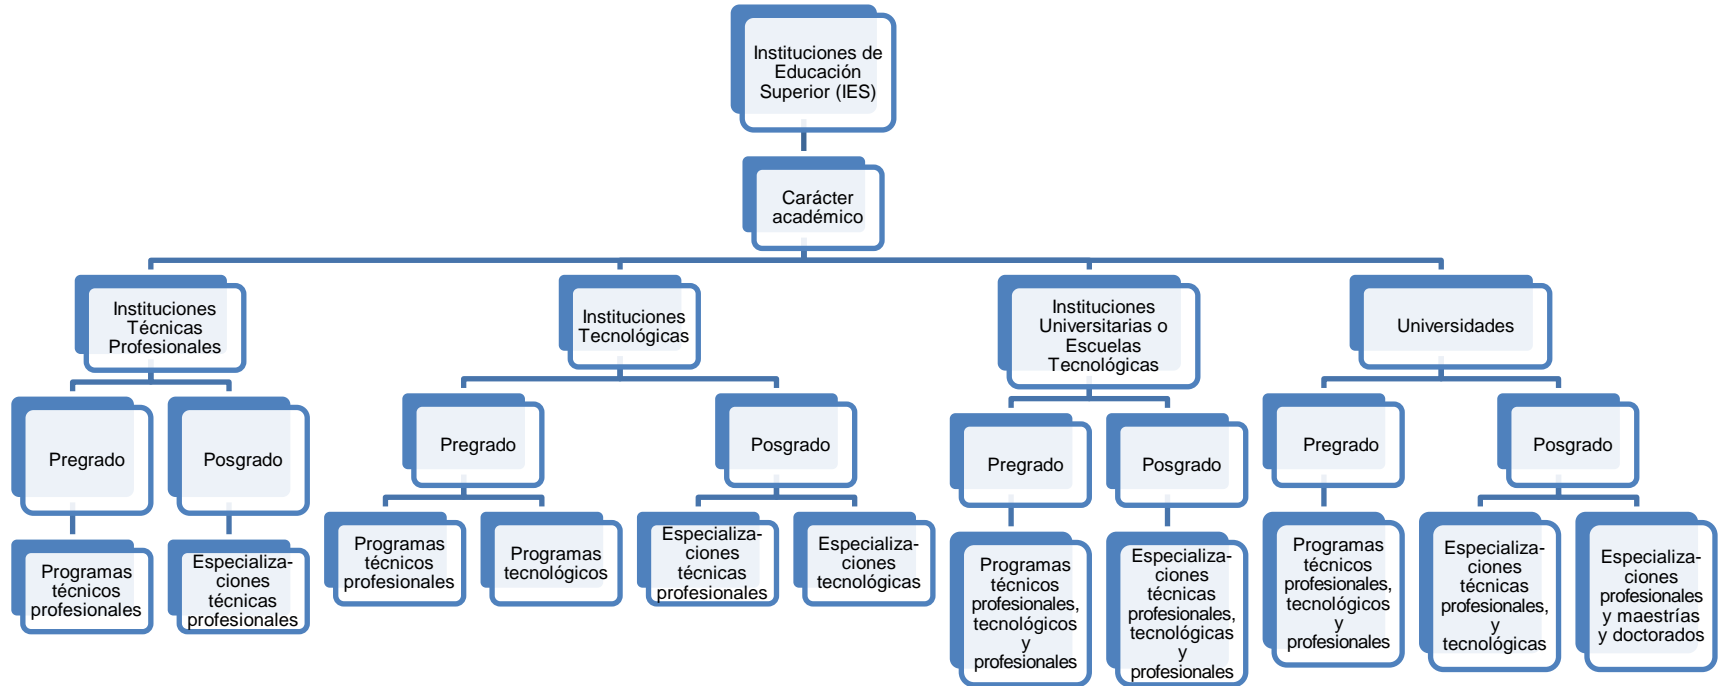 Instituciones de
Educación
Superior (IES)
Carácter
académico
Instituciones
Técnicas
Profesionales
Instituciones
Tecnológicas
Instituciones
Universitarias o
Escuelas
Tecnológicas
Universidades
Pregrado
Posgrado
Pregrado
Posgrado
Pregrado
Posgrado
Pregrado
Posgrado
Programas
técnicos
profesionales
Especializa-
ciones
técnicas
profesionales
Programas
técnicos
profesionales
Programas
tecnológicos
Especializa-
ciones
técnicas
profesionales
Especializa-
ciones
tecnológicas
Programas
técnicos
profesionales,
tecnológicos
y
profesionales
Especializa-
ciones
técnicas
profesionales,
tecnológicas
y
profesionales
Programas
técnicos
profesionales,
tecnológicos
y
profesionales
Especializa-
ciones
técnicas
profesionales,
y
tecnológicas
Especializa-
ciones
profesionales
y maestrías
y doctorados